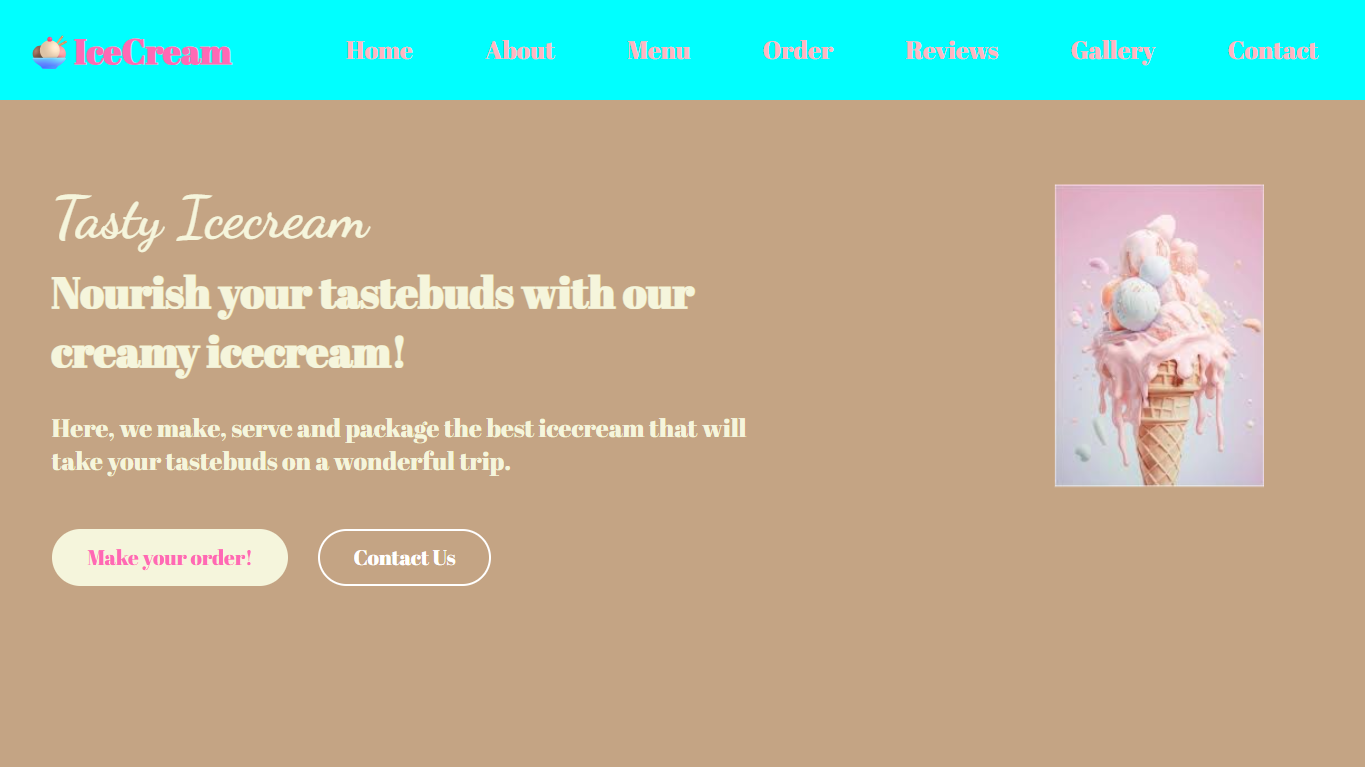 IceCream Home About Menu Order Reviews Gallery Contact
Tasty Icecream
Nourish your tastebuds with our
creamy icecream!
Here, we make, serve and package the best icecream that will
take your tastebuds on a wonderful trip.
Make your order! Contact Us